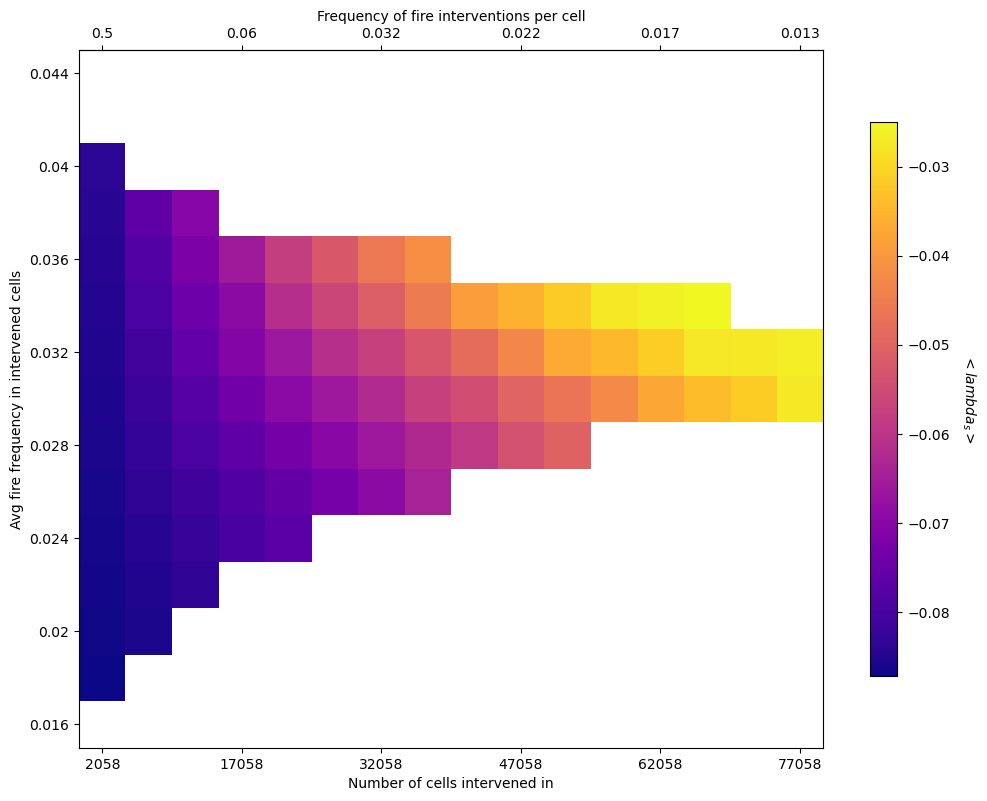 Frequency of fire interventions per cell
0.5 0.06 0.032 0.022 0.017 0.013
Avg fire frequency in intervened cells
0.044
0.04
0.036
0.032
0.028
0.024
0.02
0.016
2058 17058 32058 47058 62058 77058
Number of cells intervened in
−0.03
−0.04
−0.05
−0.06
−0.07
−0.08
< lambda_s >